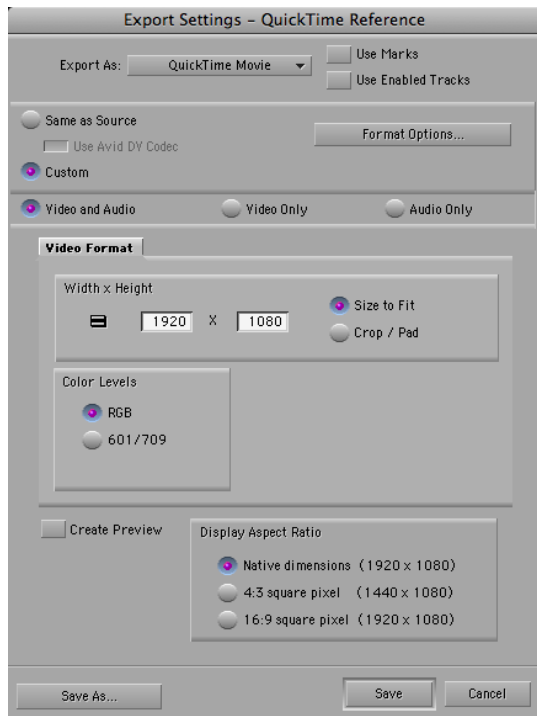 Export Settings – QuickTime Reference
Export As: QuickTime Movie
Use Marks
Use Enabled Tracks
Same as Source
Use Avid DV Codec
Format Options...
Custom
Video and Audio Video Only Audio Only
Video Format
Width x Height
1920 X 1080
Size to Fit
Crop / Pad
Color Levels
RGB
601/709
Create Preview
Display Aspect Ratio
Native dimensions (1920 x 1080)
4:3 square pixel (1440 x 1080)
16:9 square pixel (1920 x 1080)
Save As... Save Cancel